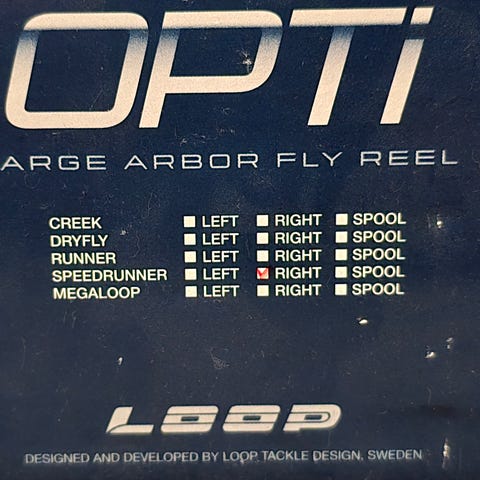 OPTi
ARGE ARBOR FLY REEL
CREEK LEFT RIGHT SPOOL
DRYFLY LEFT RIGHT SPOOL
RUNNER LEFT RIGHT SPOOL
SPEEDRUNNER LEFT RIGHT SPOOL
MEGALOOP LEFT RIGHT SPOOL
LOOP
DESIGNED AND DEVELOPED BY LOOP TACKLE DESIGN, SWEDEN